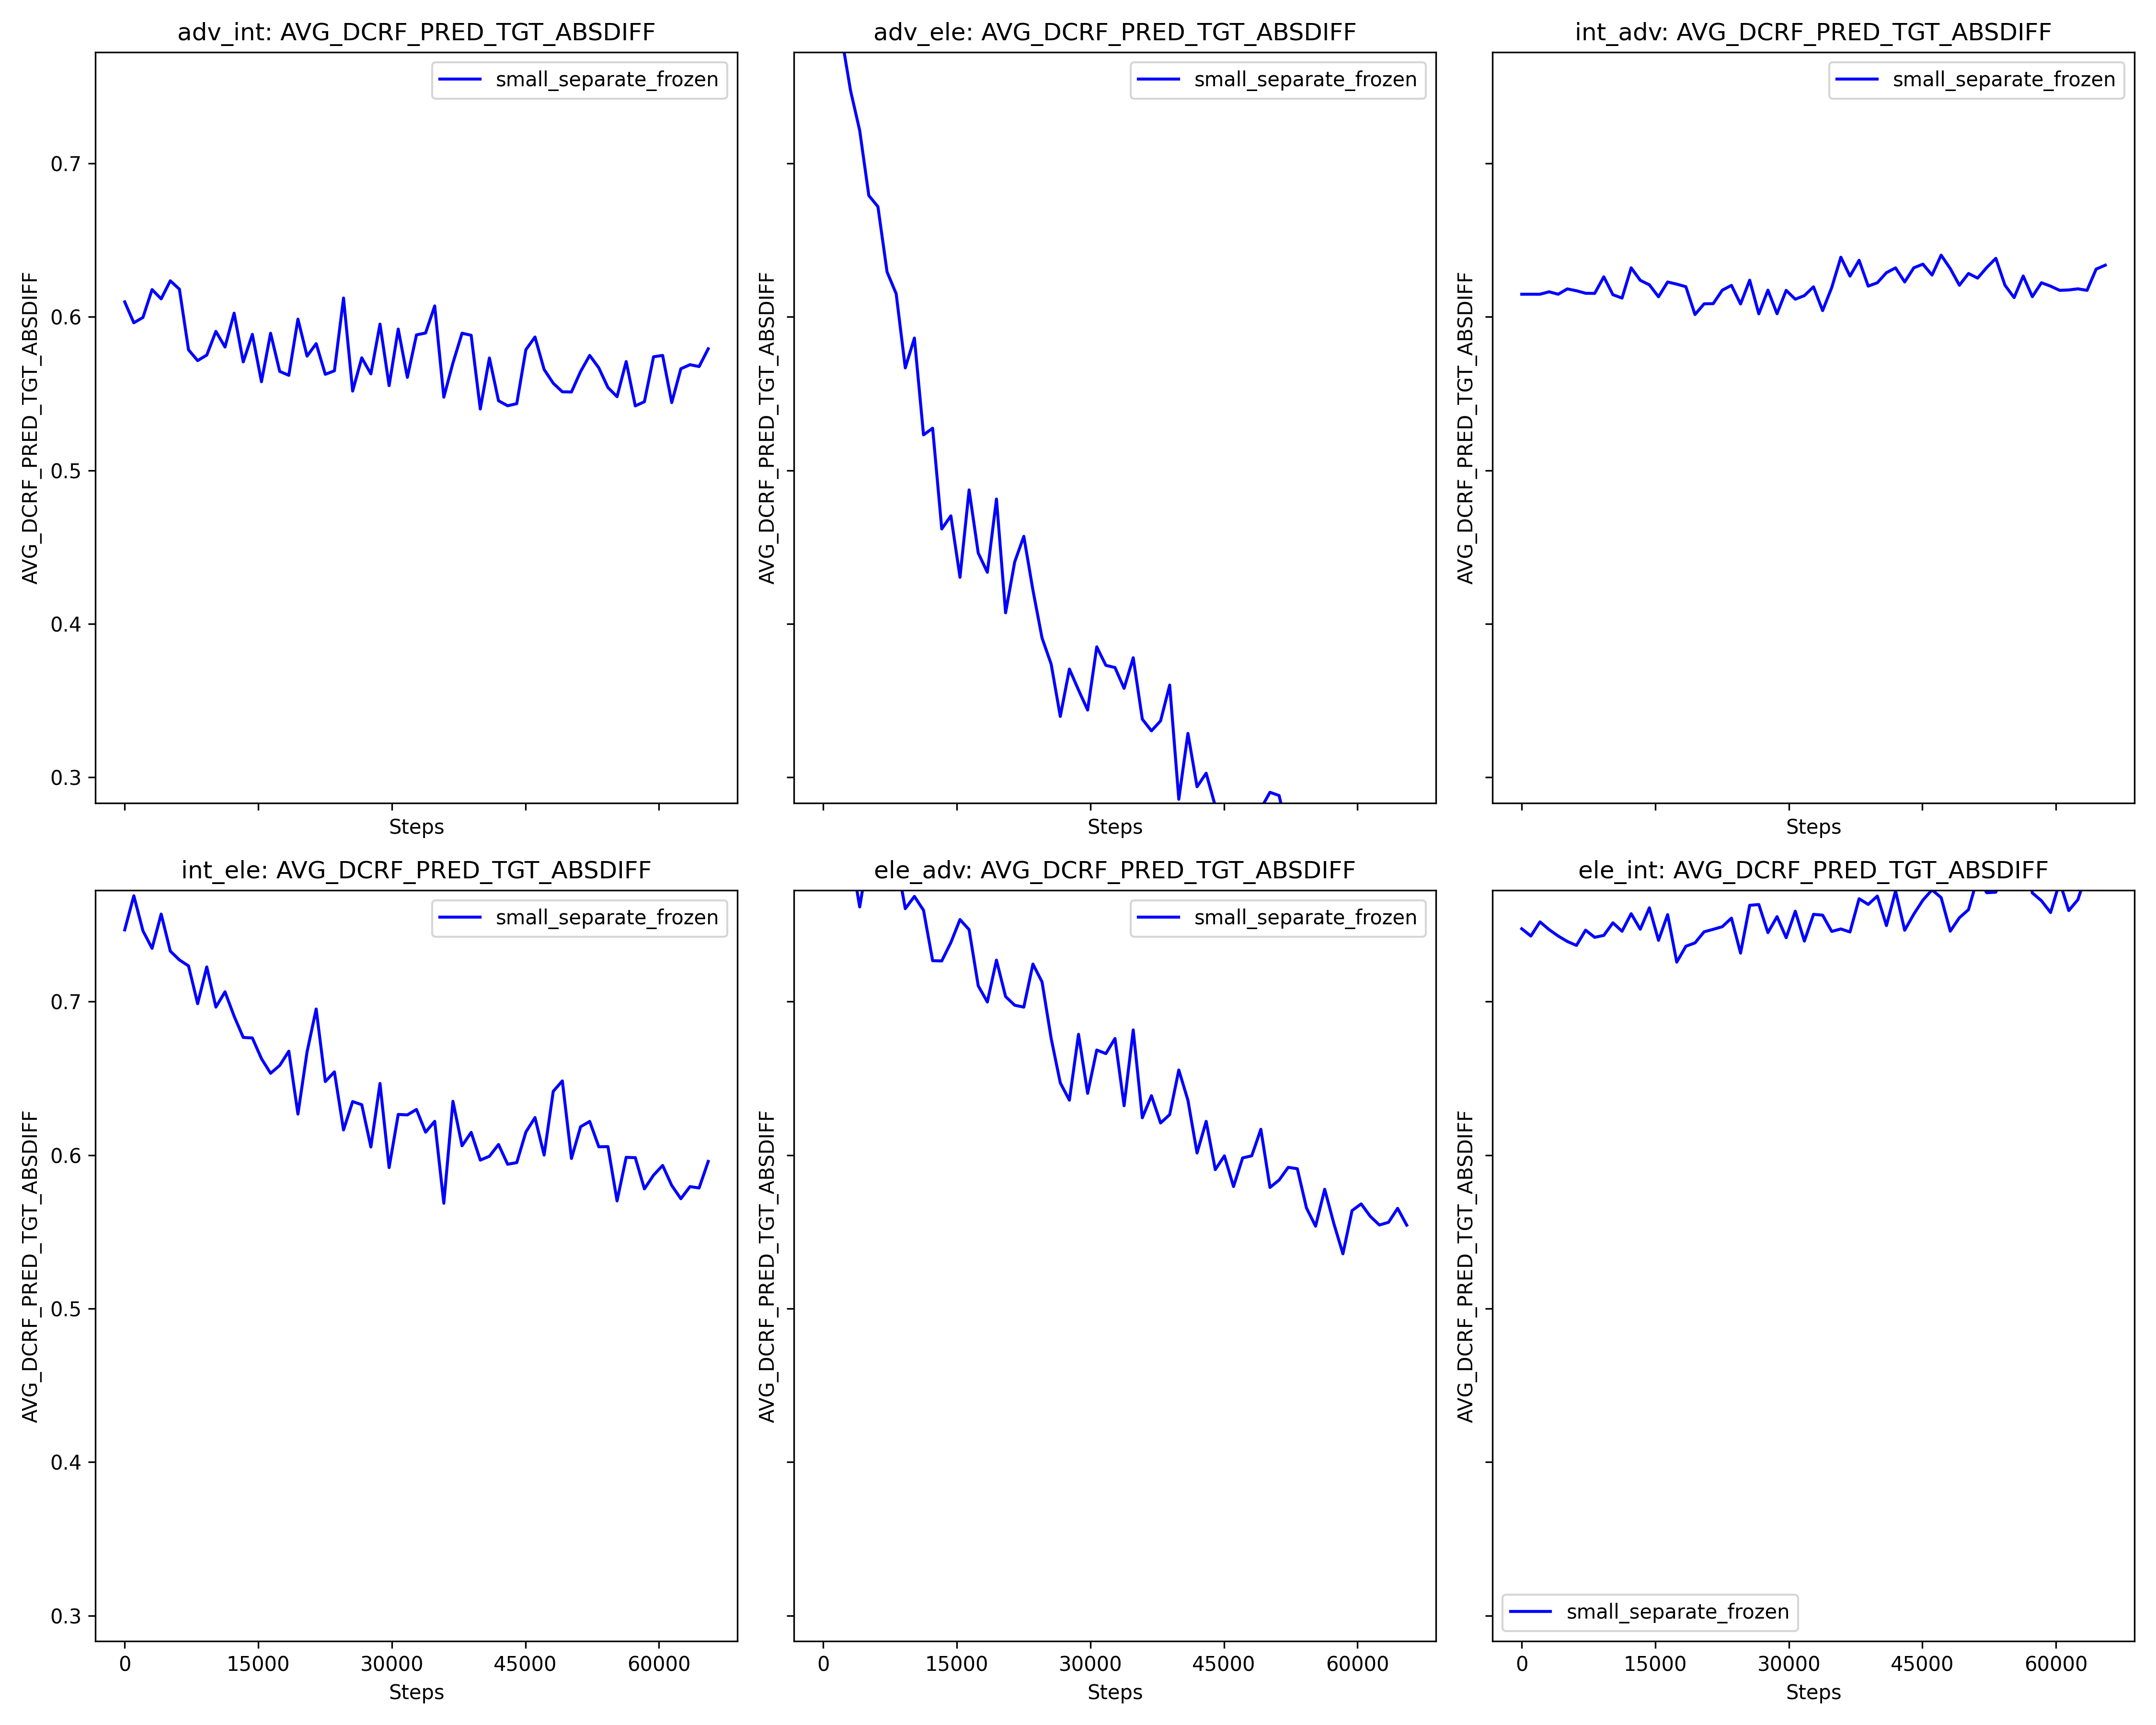 adv_int: AVG_DCRF_PRED_TGT_ABSDIFF
adv_ele: AVG_DCRF_PRED_TGT_ABSDIFF
int_adv: AVG_DCRF_PRED_TGT_ABSDIFF
small_separate_frozen
small_separate_frozen
small_separate_frozen
AVG_DCRF_PRED_TGT_ABSDIFF
0.7
0.6
0.5
0.4
0.3
AVG_DCRF_PRED_TGT_ABSDIFF
AVG_DCRF_PRED_TGT_ABSDIFF
Steps
Steps
Steps
int_ele: AVG_DCRF_PRED_TGT_ABSDIFF
ele_adv: AVG_DCRF_PRED_TGT_ABSDIFF
ele_int: AVG_DCRF_PRED_TGT_ABSDIFF
small_separate_frozen
small_separate_frozen
AVG_DCRF_PRED_TGT_ABSDIFF
0.7
0.6
0.5
0.4
0.3
AVG_DCRF_PRED_TGT_ABSDIFF
AVG_DCRF_PRED_TGT_ABSDIFF
small_separate_frozen
0 15000 30000 45000 60000
0 15000 30000 45000 60000
0 15000 30000 45000 60000
Steps
Steps
Steps